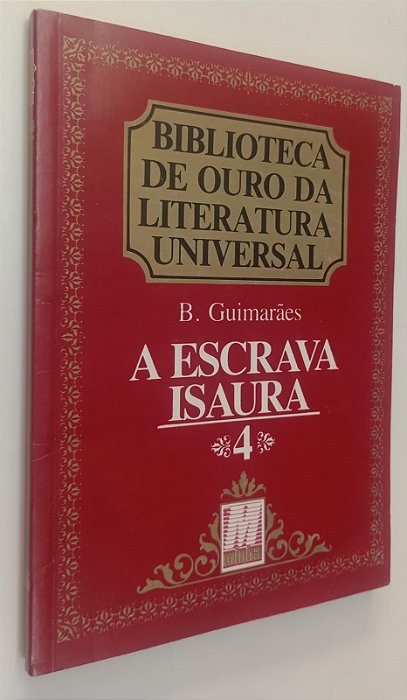 BIBLIOTECA
DE OURO DA
LITERATURA
UNIVERSAL
B. Guimarães
A ESCRAVA
ISAURA
4